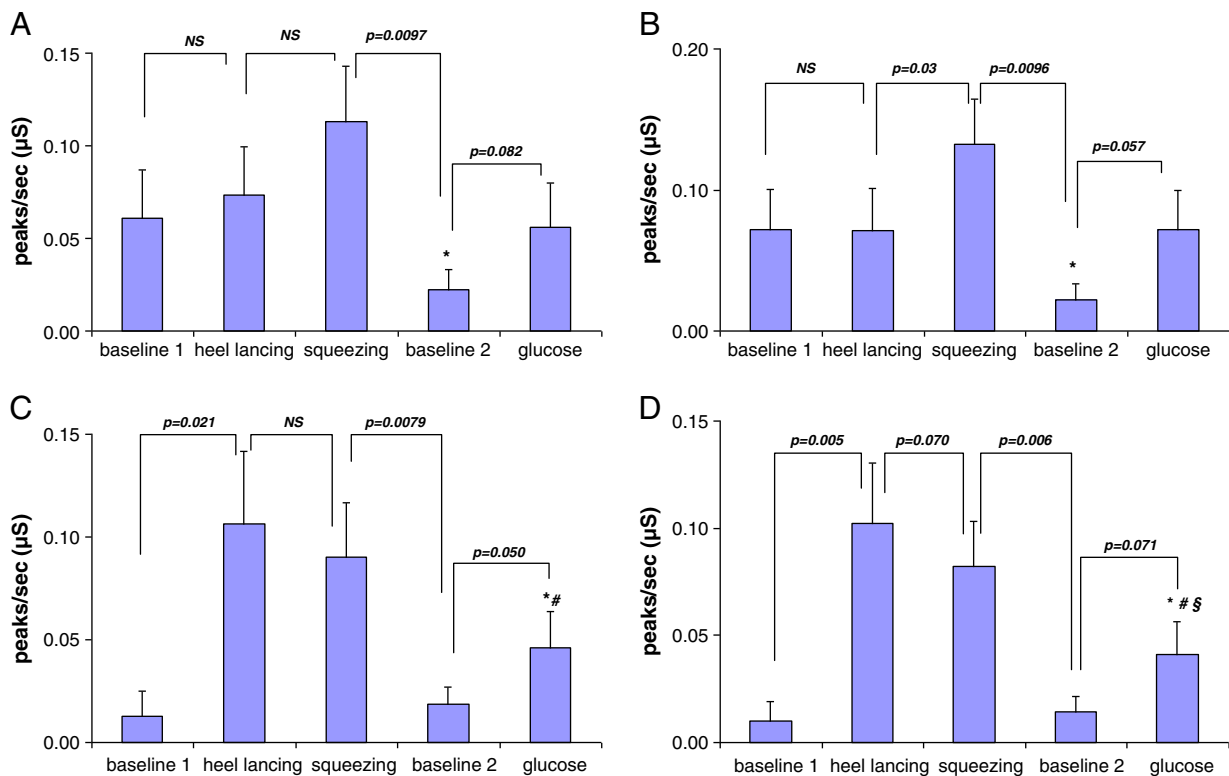 A
NS
NS
p=0.0097
p=0.082
*
peaks/sec (µS)
0.15
0.10
0.05
0.00
baseline 1 heel lancing squeezing baseline 2 glucose
B
NS
p=0.03
p=0.0096
p=0.057
*
peaks/sec (µS)
0.20
0.10
0.00
baseline 1 heel lancing squeezing baseline 2 glucose
C
p=0.021
NS
p=0.0079
p=0.050
*#
peaks/sec (µS)
0.15
0.10
0.05
0.00
baseline 1 heel lancing squeezing baseline 2 glucose
D
p=0.005
p=0.070
p=0.006
p=0.071
* # §
peaks/sec (µS)
0.15
0.10
0.05
0.00
baseline 1 heel lancing squeezing baseline 2 glucose